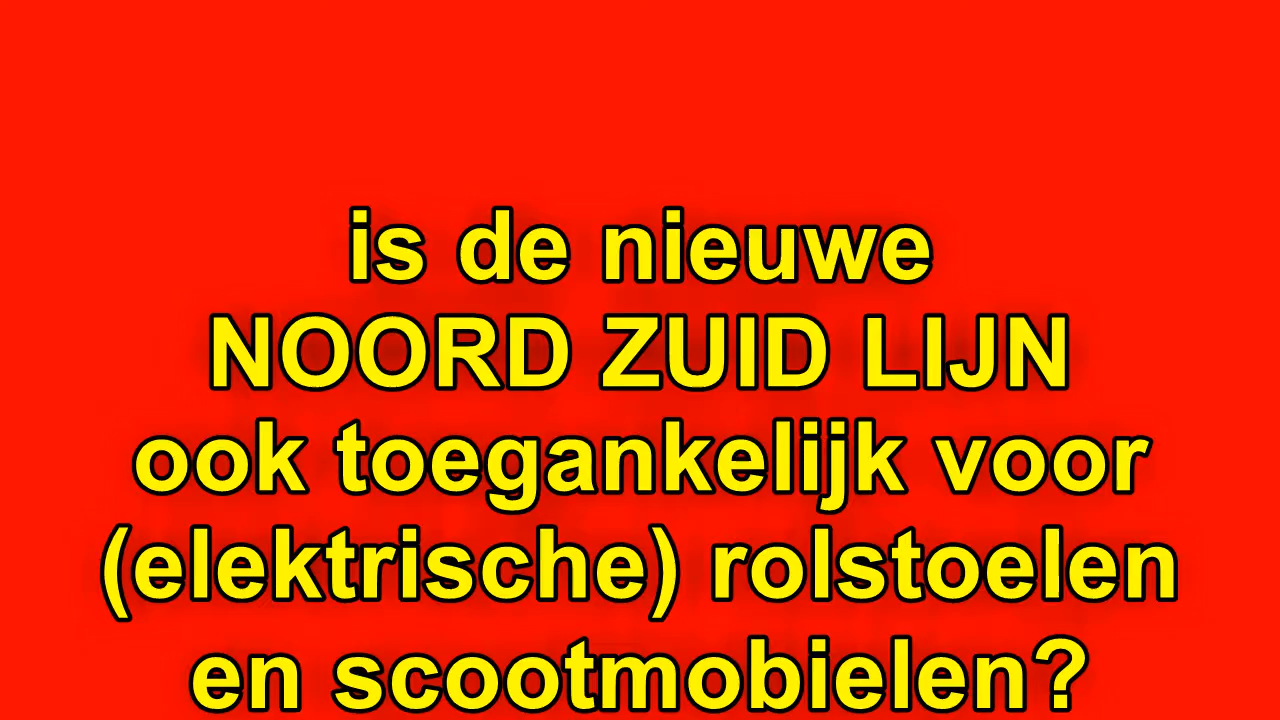 is de nieuwe
NOORD ZUID LIJN
ook toegankelijk voor
(elektrische) rolstoelen
en scootmobielen?